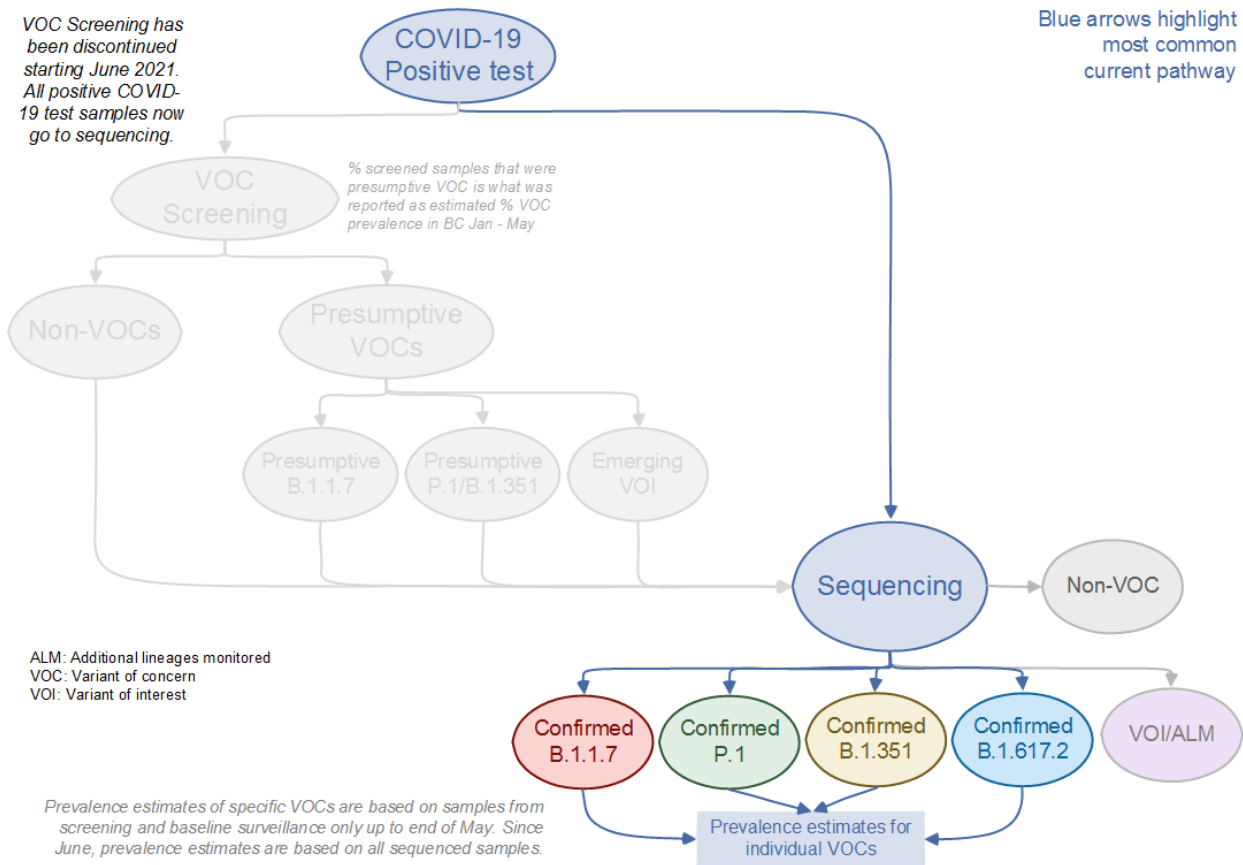 VOC Screening has
been discontinued
starting June 2021.
All positive COVID-
19 test samples now
go to sequencing.
COVID-19
Positive test
Blue arrows highlight
most common
current pathway
VOC
Screening
% screened samples that were
presumptive VOC is what was
reported as estimated % VOC
prevalence in BC Jan - May
Non-VOCs
Presumptive
VOCs
Presumptive
B.1.1.7
Presumptive
P.1/B.1.351
Emerging
VOI
Sequencing
Non-VOC
ALM: Additional lineages monitored
VOC: Variant of concern
VOI: Variant of interest
Confirmed
B.1.1.7
Confirmed
P.1
Confirmed
B.1.351
Confirmed
B.1.617.2
VOI/ALM
Prevalence estimates of specific VOCs are based on samples from
screening and baseline surveillance only up to end of May. Since
June, prevalence estimates are based on all sequenced samples.
Prevalence estimates for
individual VOCs